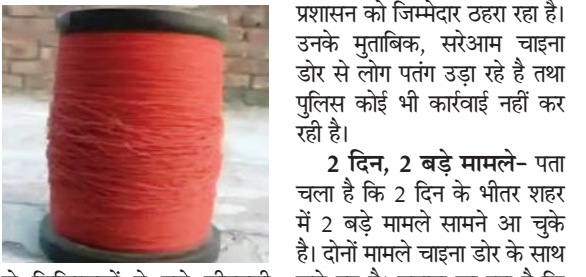 प्रशासन को जिम्मेदार ठहरा रहा है।
उनके मुताबिक, सरेआम चाइना
डोर से लोग पतंग उड़ा रहे है तथा
पुलिस कोई भी कार्रवाई नहीं कर
रही है।
2 दिन, 2 बड़े मामले- पता
चला है कि 2 दिन के भीतर शहर
में 2 बड़े मामले सामने आ चुके
है। दोनों मामले चाइना डोर के साथ